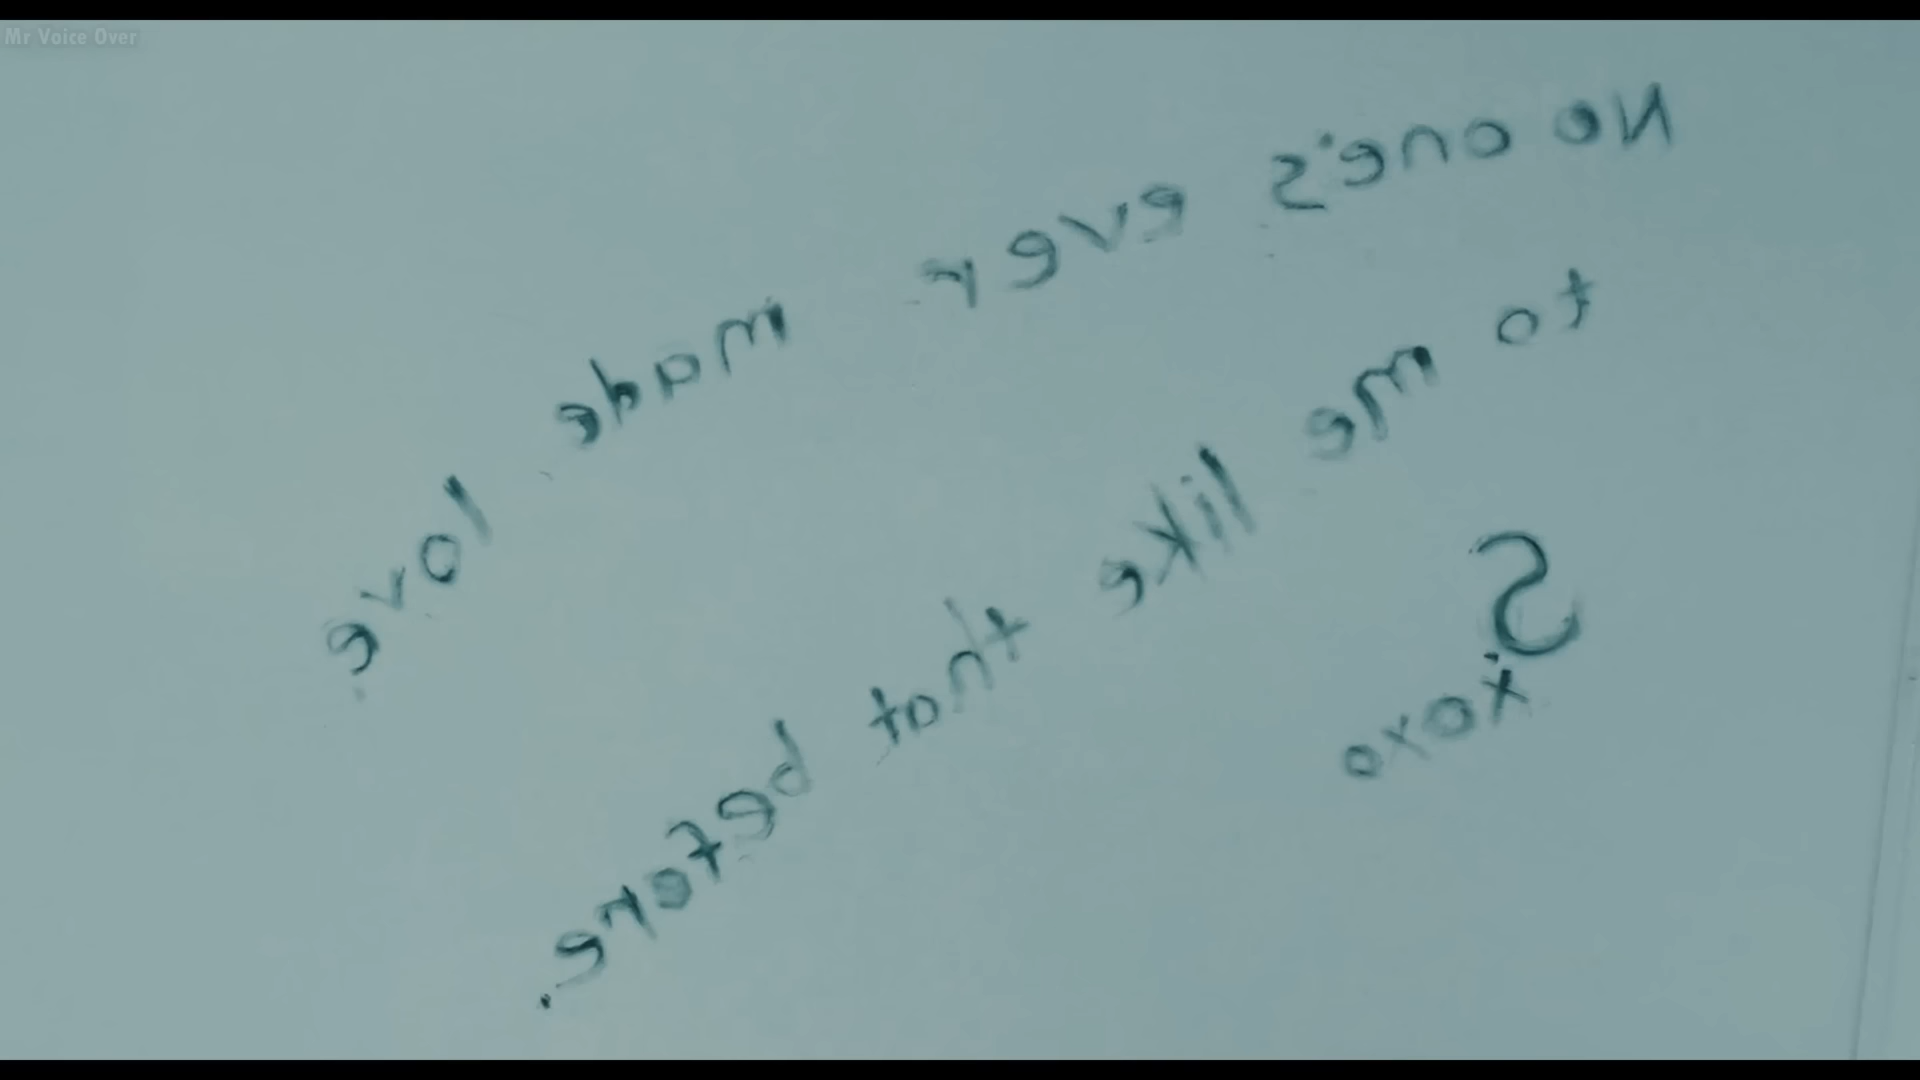 Mr Voice Over
No one's ever made love
to me like that before.
S
xoxo